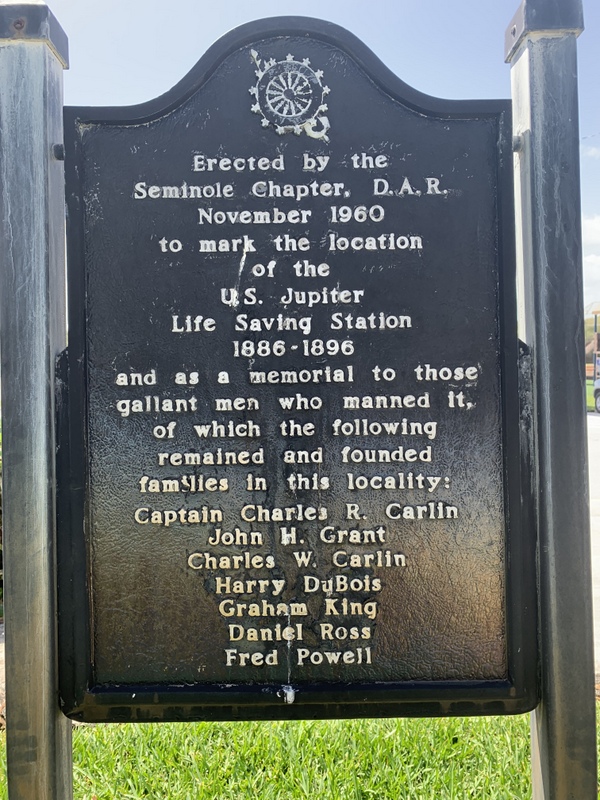 Erected by the
Seminole Chapter, D.A.R.
November 1960
to mark the location
of the
U.S. Jupiter
Life Saving Station
1886-1896
and as a memorial to those
gallant men who manned it,
of which the following
remained and founded
families in this locality:
Captain Charles R. Carlin
John H. Grant
Charles W. Carlin
Harry DuBois
Graham King
Daniel Ross
Fred Powell